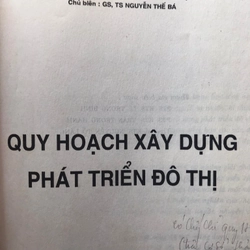 Chủ biên : GS, TS NGUYỄN THẾ BÁ
QUY HOẠCH XÂY DỰNG
PHÁT TRIỂN ĐÔ THỊ